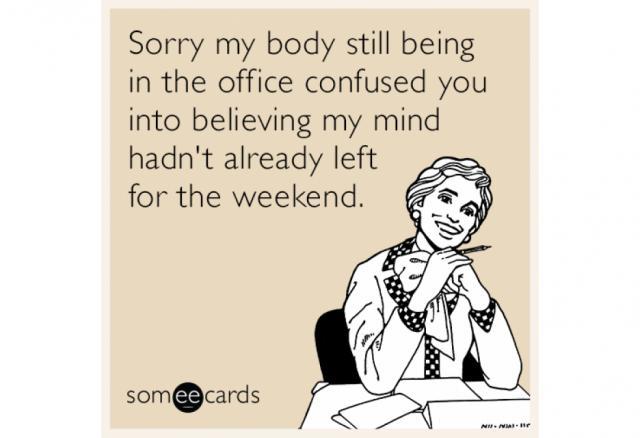 Sorry my body still being
in the office confused you
into believing my mind
hadn't already left
for the weekend.
someecards